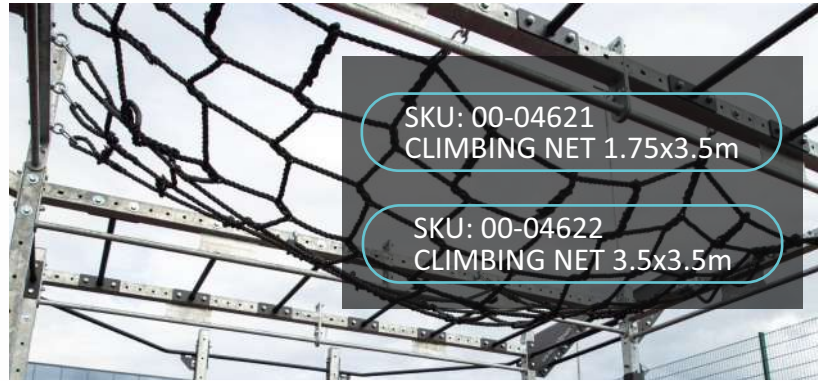 SKU: 00-04621
CLIMBING NET 1.75x3.5m
SKU: 00-04622
CLIMBING NET 3.5x3.5m